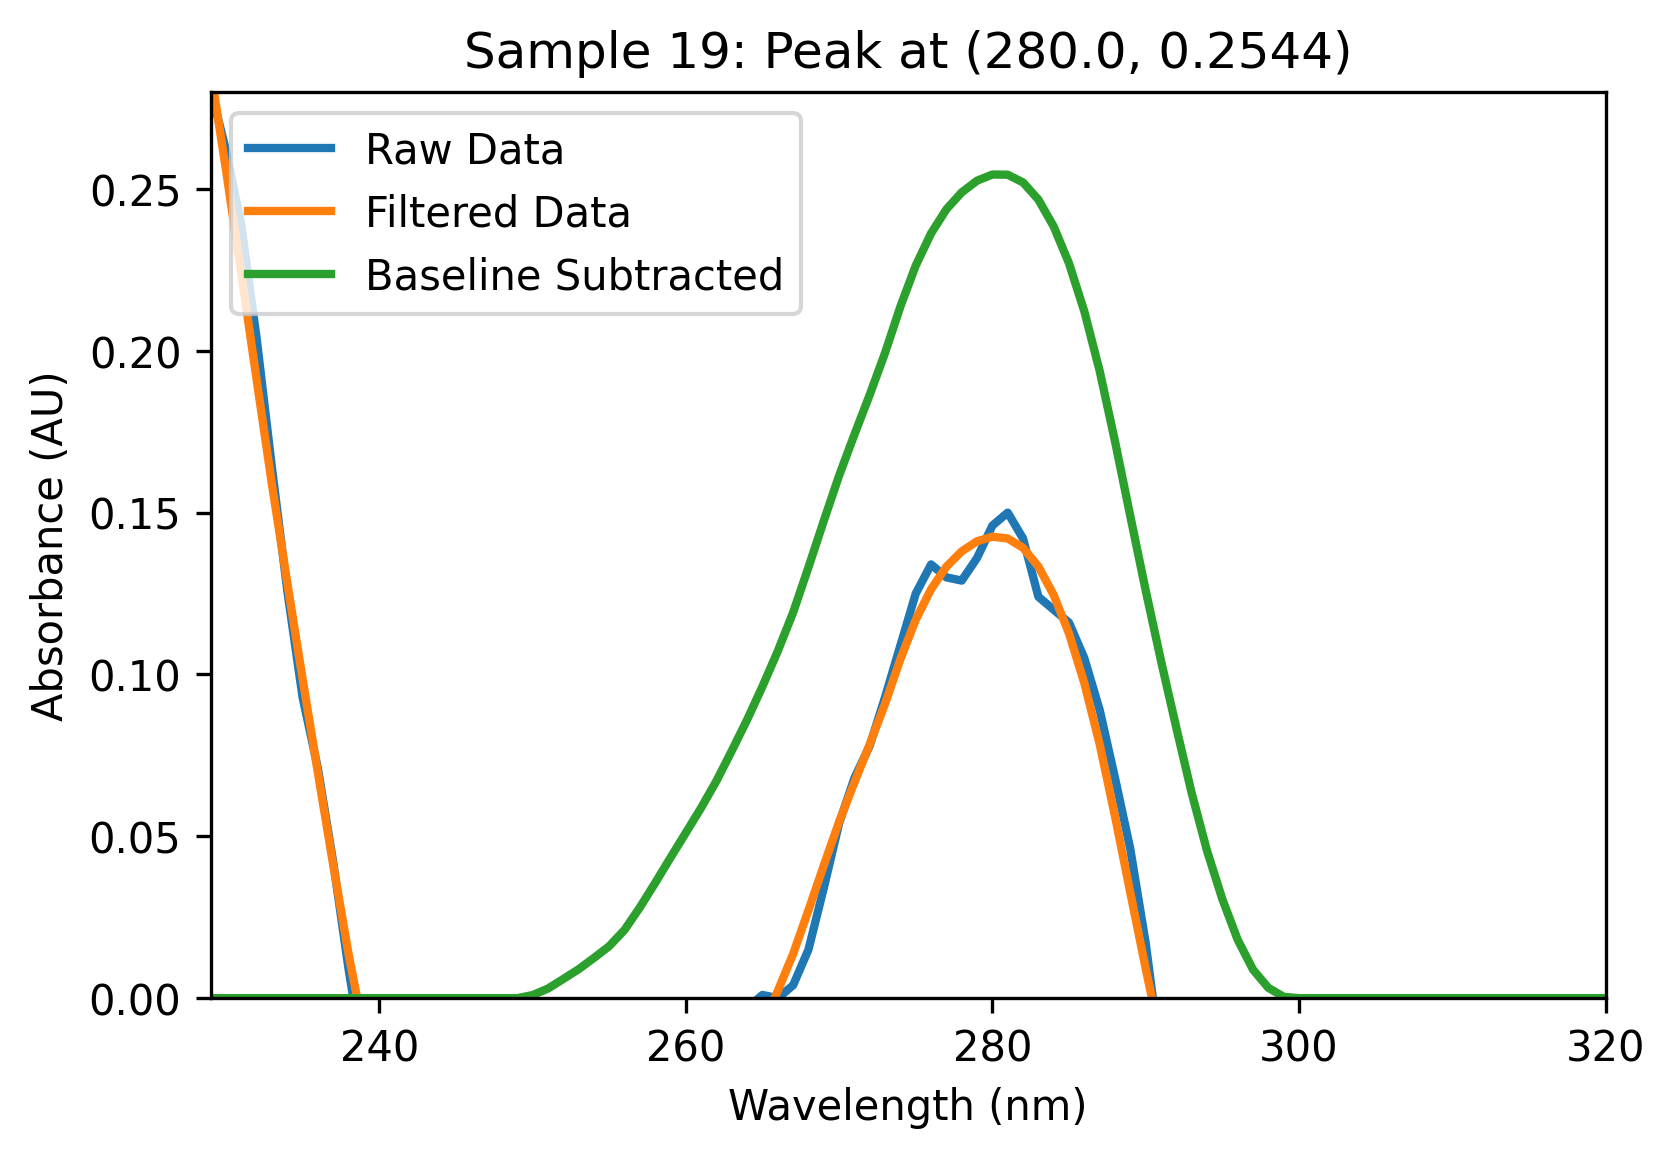 Sample 19: Peak at (280.0, 0.2544)
Raw Data
Filtered Data
Baseline Subtracted
Absorbance (AU)
0.25
0.20
0.15
0.10
0.05
0.00
240 260 280 300 320
Wavelength (nm)